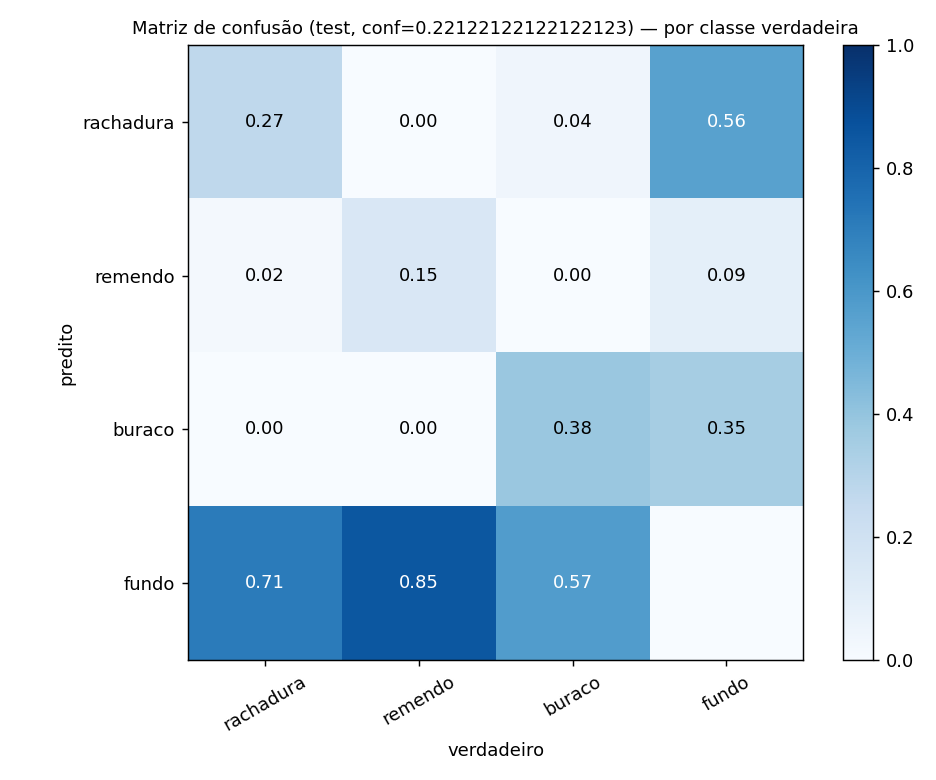 Matriz de confusão (test, conf=0.22122122122122123) — por classe verdadeira
rachadura 0.27 0.00 0.04 0.56
remendo 0.02 0.15 0.00 0.09
buraco 0.00 0.00 0.38 0.35
fundo 0.71 0.85 0.57
predito
rachadura remendo buraco fundo
verdadeiro
1.0
0.8
0.6
0.4
0.2
0.0